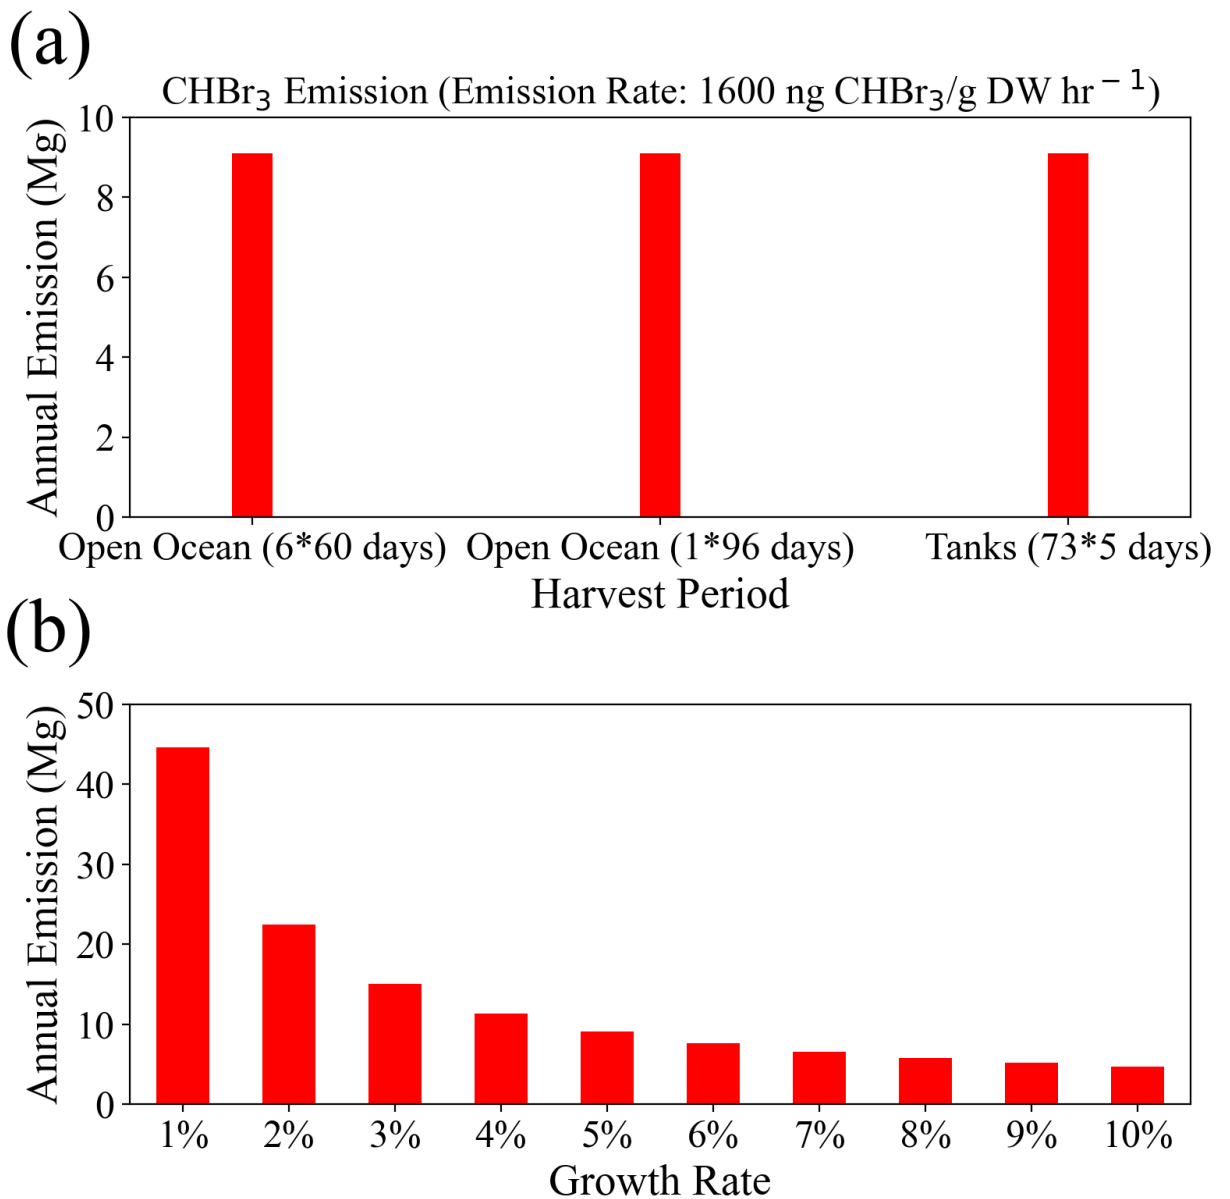 (a)
CHBr₃ Emission (Emission Rate: 1600 ng CHBr₃/g DW hr⁻¹)
Annual Emission (Mg)
10
8
6
4
2
0
Open Ocean (6*60 days) Open Ocean (1*96 days) Tanks (73*5 days)
Harvest Period
(b)
Annual Emission (Mg)
50
40
30
20
10
0
1% 2% 3% 4% 5% 6% 7% 8% 9% 10%
Growth Rate